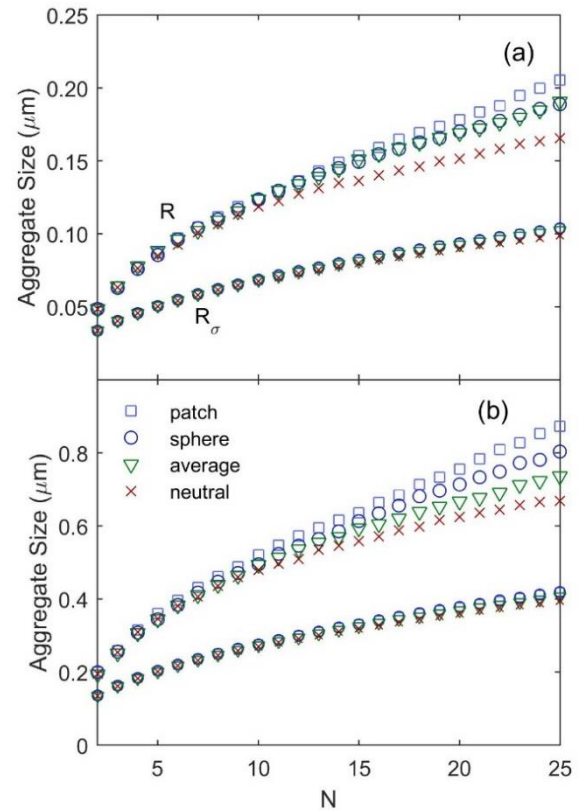 (a)
0.25
0.20
0.15
0.10
0.05
Aggregate Size (μm)
R
R_σ
(b)
patch
sphere
average
neutral
0.8
0.6
0.4
0.2
0
Aggregate Size (μm)
5 10 15 20 25
N